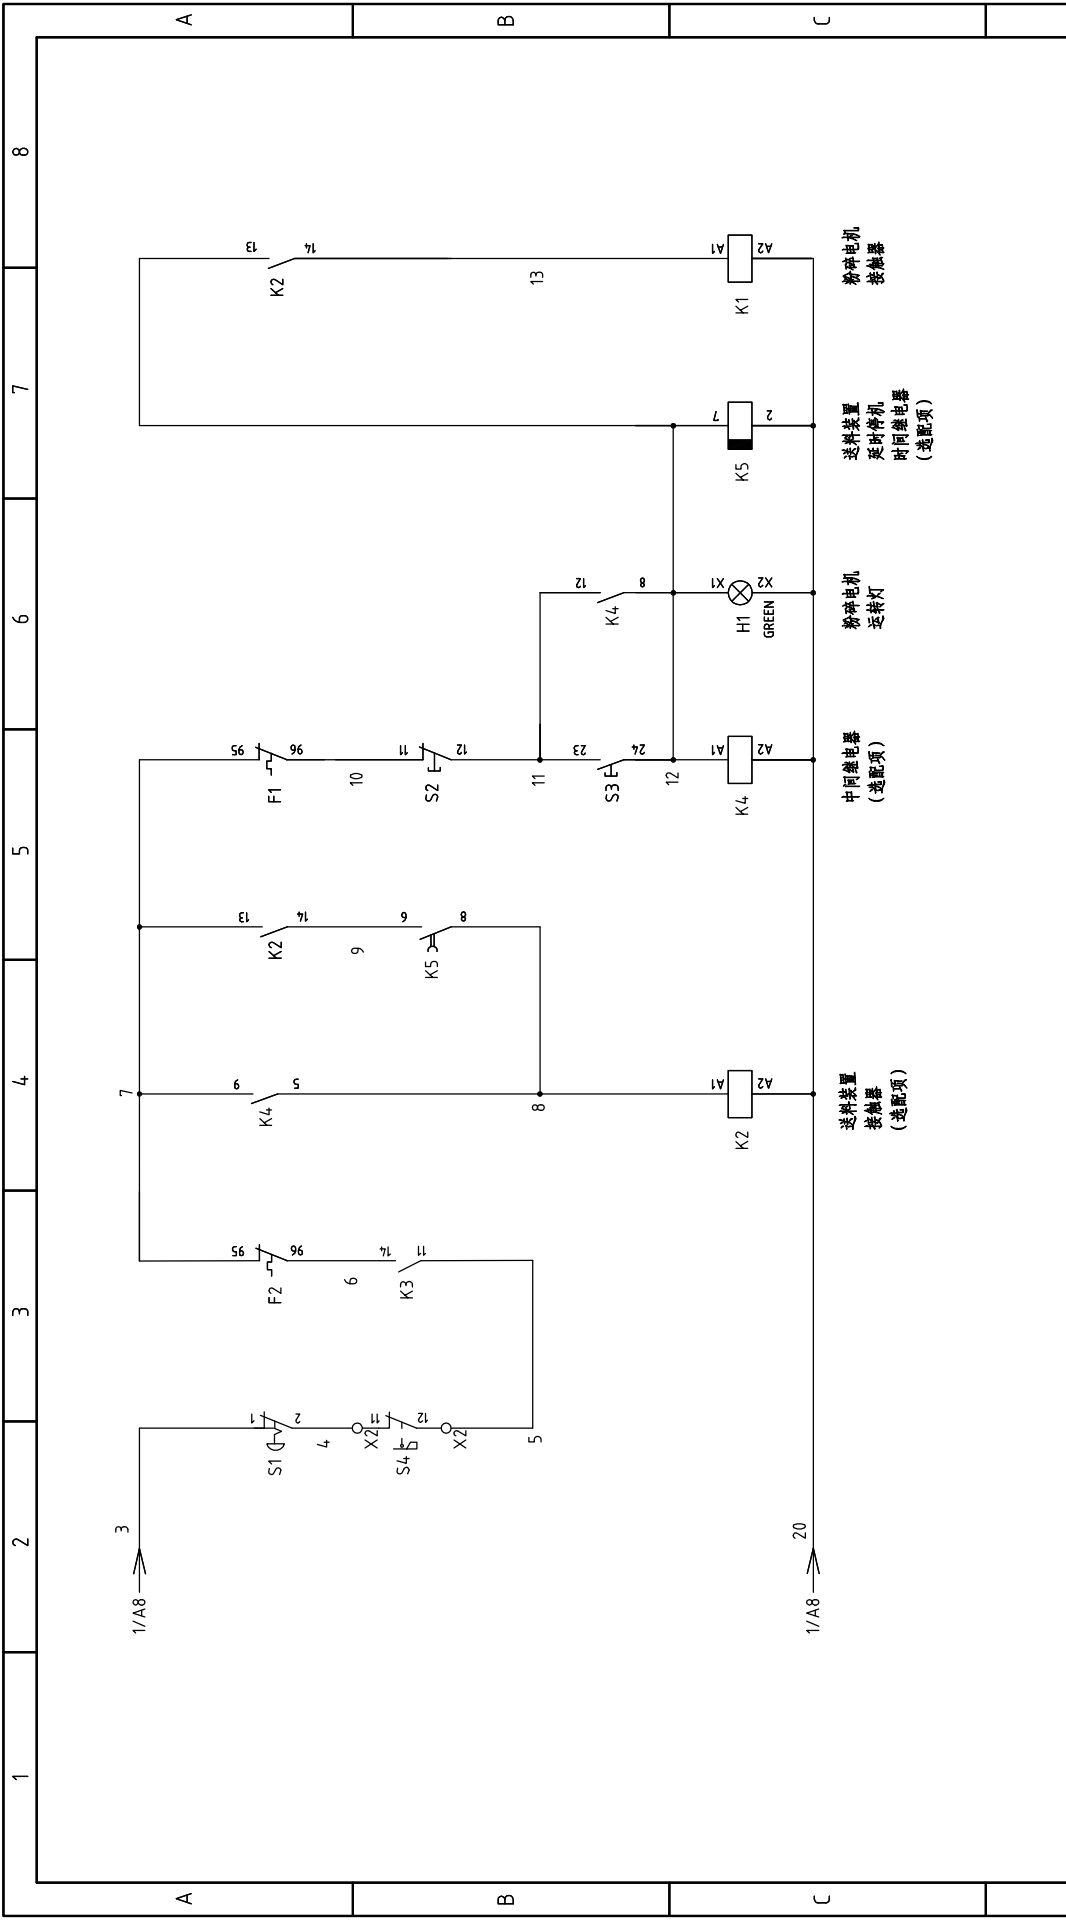 1
2
3
4
5
6
7
8
A
A
B
B
C
C
1/A8
3
S1
1
2
4
X2
S4
11
12
X2
5
F2
95
96
6
K3
14
11
7
K4
9
5
8
K2
A1
A2
送料装置
接触器
(选配项)
K2
13
14
9
K5
6
8
F1
95
96
10
S2
11
12
11
S3
23
24
12
K4
A1
A2
中间继电器
(选配项)
K4
12
8
H1
GREEN
X1
X2
粉碎电机
运转灯
K5
7
2
送料装置
延时停机
时间继电器
(选配项)
K2
13
14
13
K1
A1
A2
粉碎电机
接触器
1/A8
20